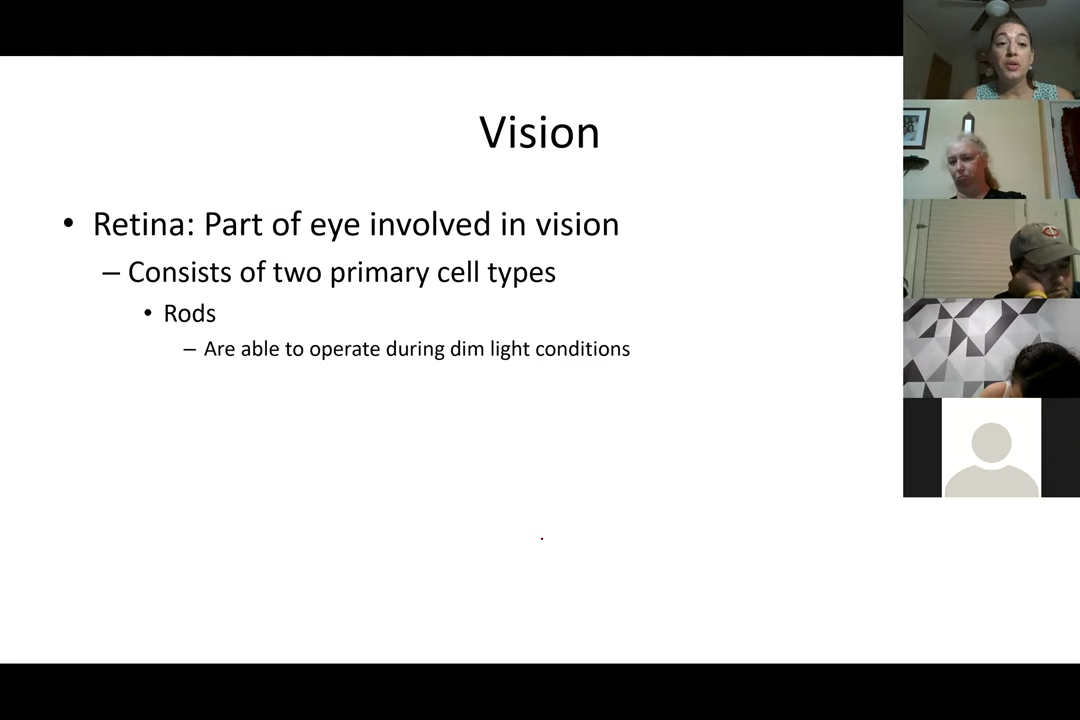 Vision
• Retina: Part of eye involved in vision
– Consists of two primary cell types
• Rods
– Are able to operate during dim light conditions